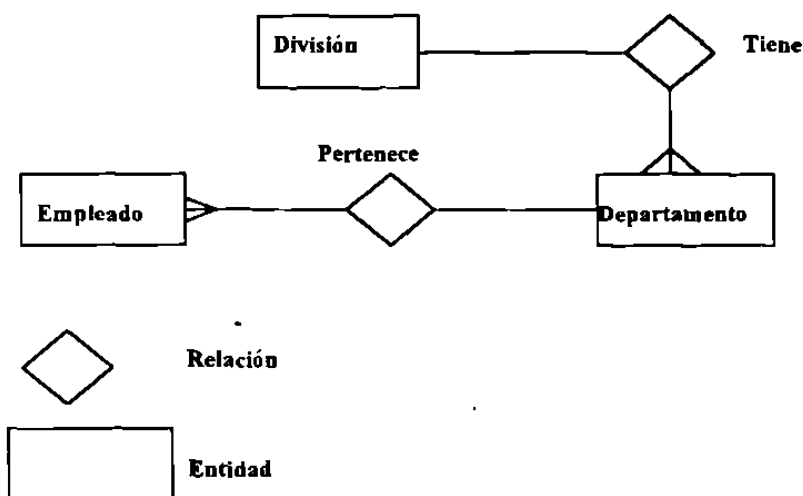 División
Tiene
Pertenece
Empleado
Departamento
Relación
Entidad